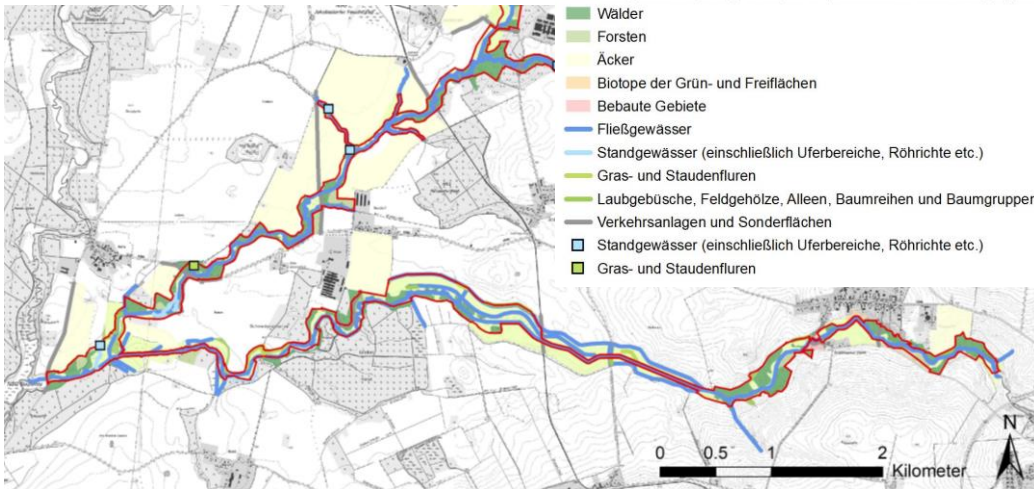 Wälder
Forsten
Äcker
Biotope der Grün- und Freiflächen
Bebaute Gebiete
Fließgewässer
Standgewässer (einschließlich Uferbereiche, Röhrichte etc.)
Gras- und Staudenfluren
Laubgebüsche, Feldgehölze, Alleen, Baumreihen und Baumgruppen
Verkehrsanlagen und Sonderflächen
Standgewässer (einschließlich Uferbereiche, Röhrichte etc.)
Gras- und Staudenfluren
N
0 0.5 1 2
Kilometer